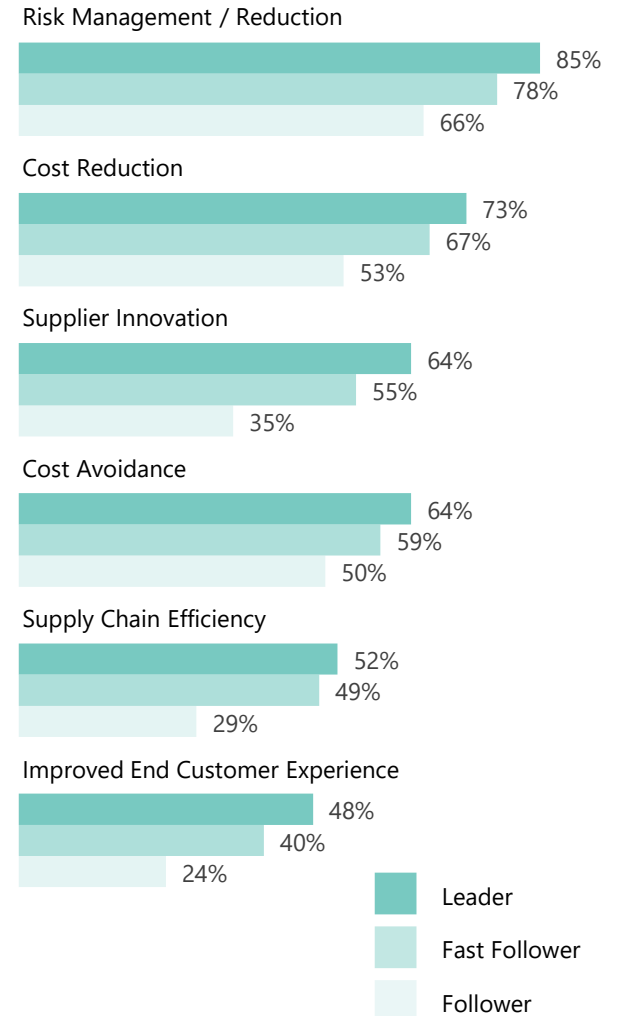 Risk Management / Reduction
85%
78%
66%
Cost Reduction
73%
67%
53%
Supplier Innovation
64%
55%
35%
Cost Avoidance
64%
59%
50%
Supply Chain Efficiency
52%
49%
29%
Improved End Customer Experience
48%
40%
24%
Leader
Fast Follower
Follower